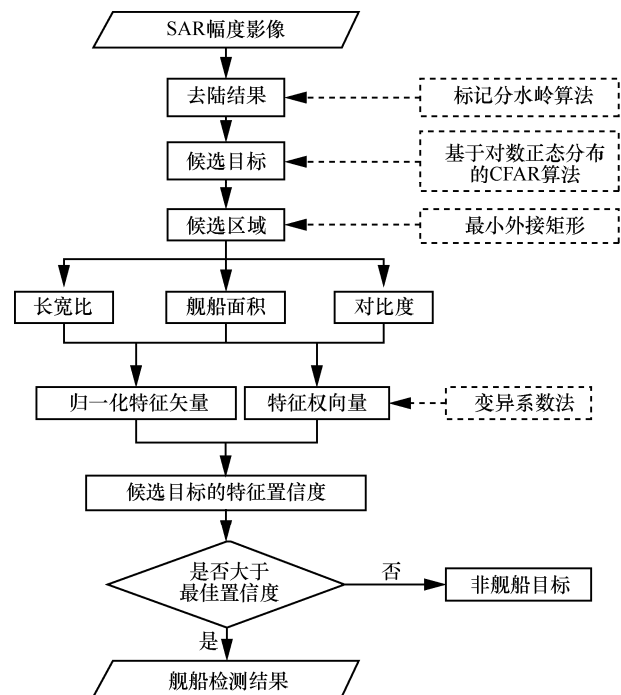 SAR幅度影像
去陆结果
标记分水岭算法
候选目标
基于对数正态分布
的CFAR算法
候选区域
最小外接矩形
长宽比
舰船面积
对比度
归一化特征矢量
特征权向量
变异系数法
候选目标的特征置信度
是否大于
最佳置信度
否
非舰船目标
是
舰船检测结果